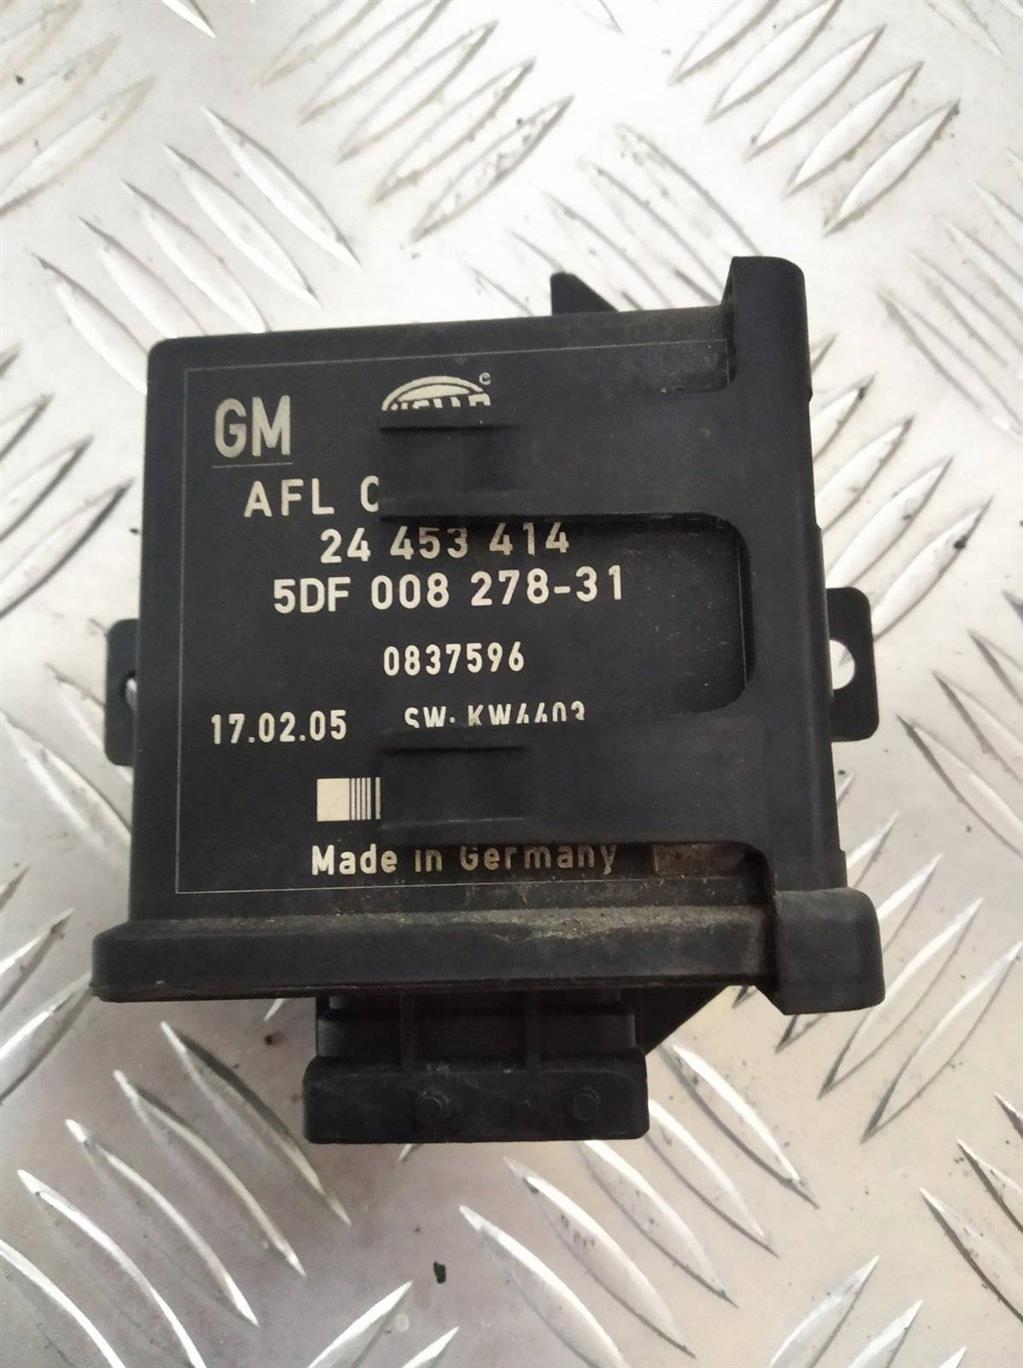 GM
AFL
24 453 414
5DF 008 278-31
0837596
17.02.05 SW: KW4403
Made in Germany